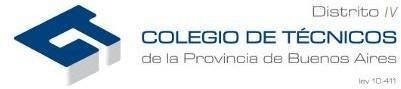 Distrito IV
COLEGIO DE TÉCNICOS
de la Provincia de Buenos Aires
ley 10.411